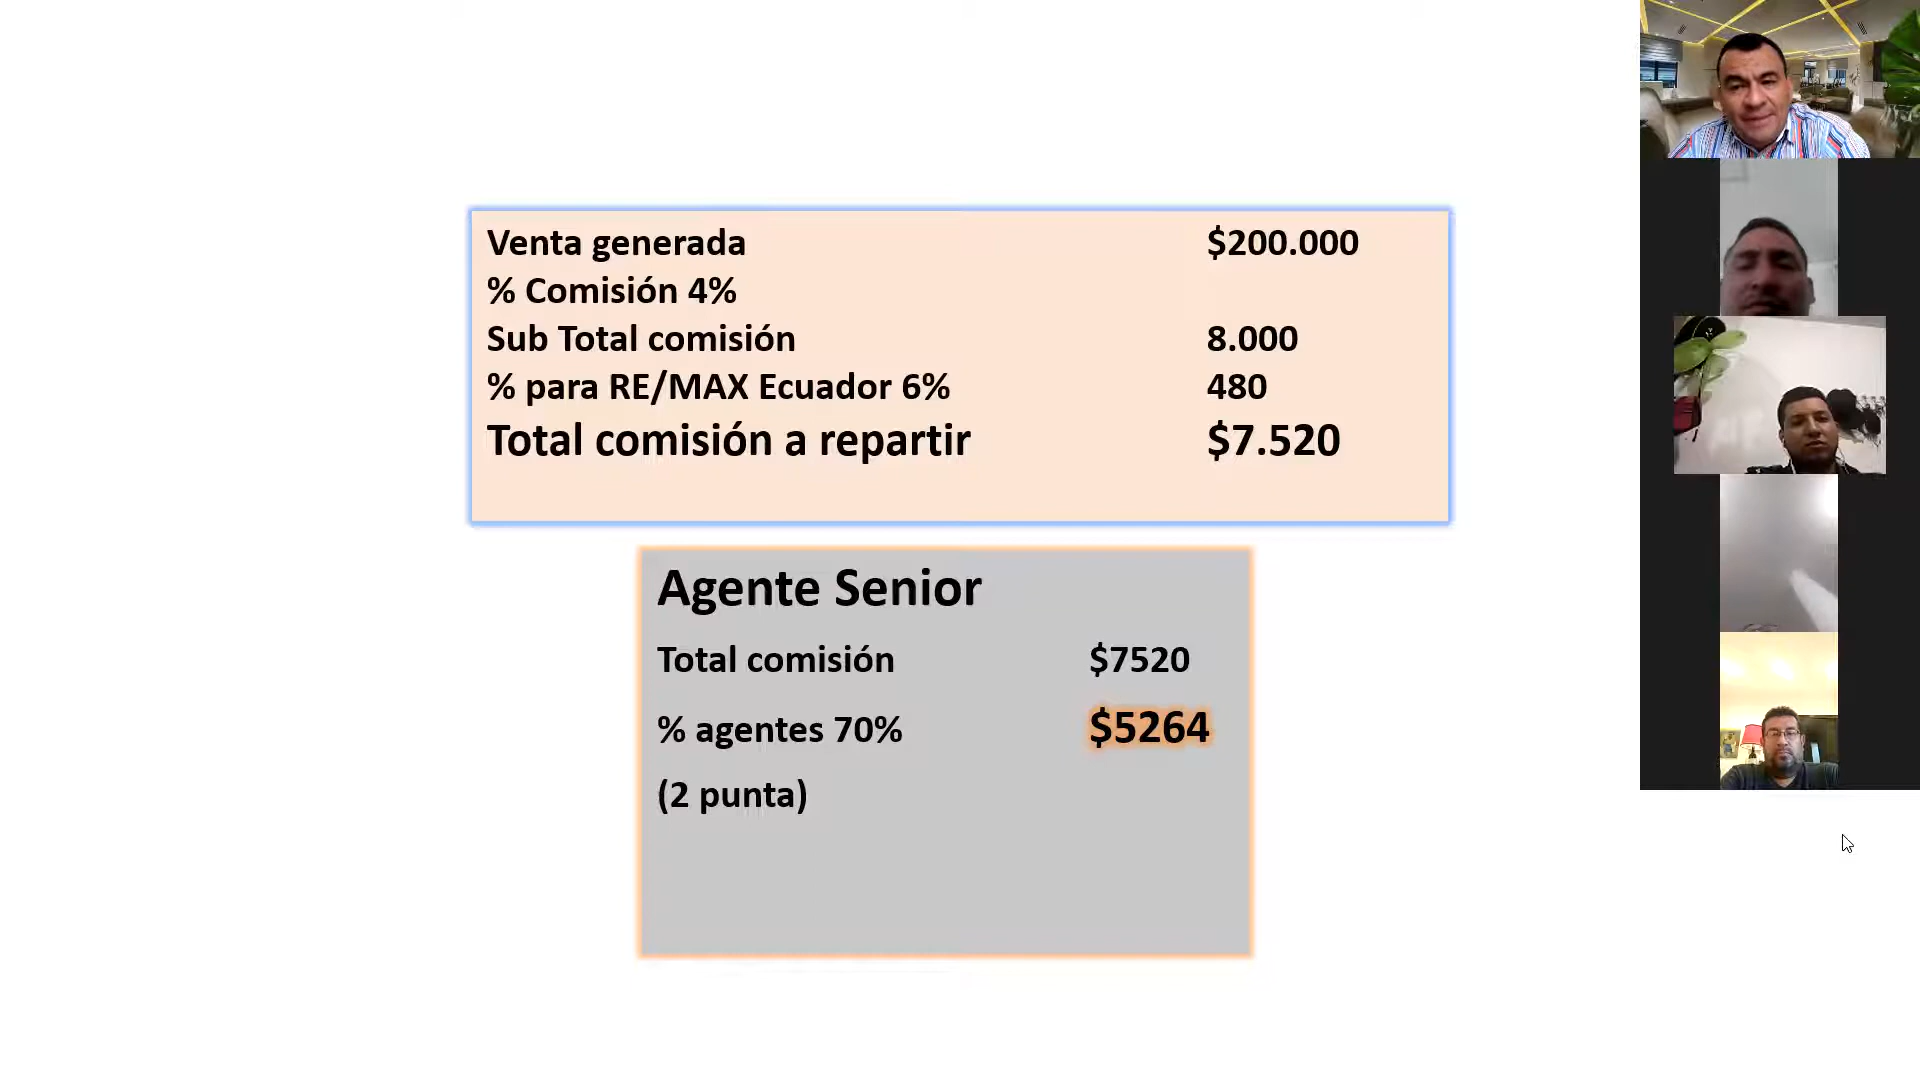 Venta generada $200.000
% Comisión 4%
Sub Total comisión 8.000
% para RE/MAX Ecuador 6% 480
Total comisión a repartir $7.520
Agente Senior
Total comisión $7520
% agentes 70% $5264
(2 punta)